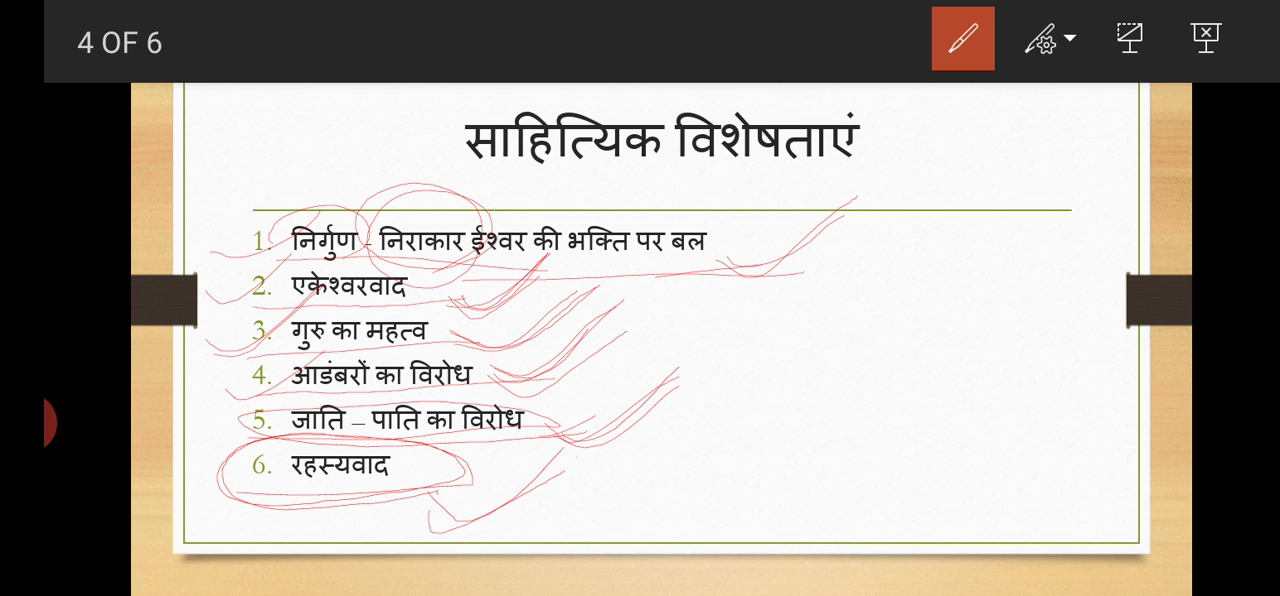 4 OF 6
साहित्यिक विशेषताएं
1. निर्गुण - निराकार ईश्वर की भक्ति पर बल
2. एकेश्वरवाद
3. गुरु का महत्व
4. आडंबरों का विरोध
5. जाति – पाति का विरोध
6. रहस्यवाद